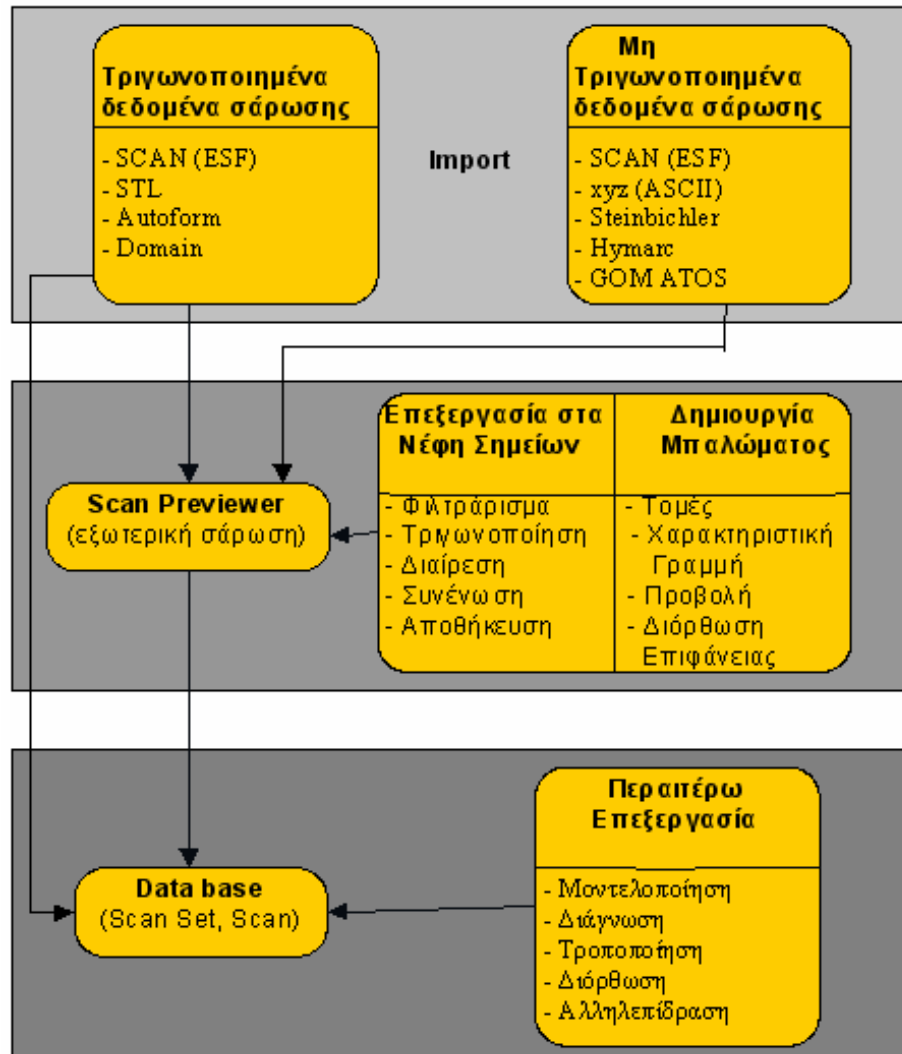 Τριγωνοποιημένα
δεδομένα σάρωσης
- SCAN (ESF)
- STL
- Autoform
- Domain
Import
Μη
Τριγωνοποιημένα
δεδομένα σάρωσης
- SCAN (ESF)
- xyz (ASCII)
- Steinbichler
- Hymarc
- GOM ATOS
Scan Previewer
(εξωτερική σάρωση)
Επεξεργασία στα
Νέφη Σημείων
- Φιλτράρισμα
- Τριγωνοποίηση
- Διαίρεση
- Συνένωση
- Αποθήκευση
Δημιουργία
Μπαλώματος
- Τομές
- Χαρακτηριστική
Γραμμή
- Προβολή
- Διόρθωση
Επιφάνειας
Data base
(Scan Set, Scan)
Περαιτέρω
Επεξεργασία
- Μοντελοποίηση
- Διάγνωση
- Τροποποίηση
- Διόρθωση
- Αλληλεπίδραση